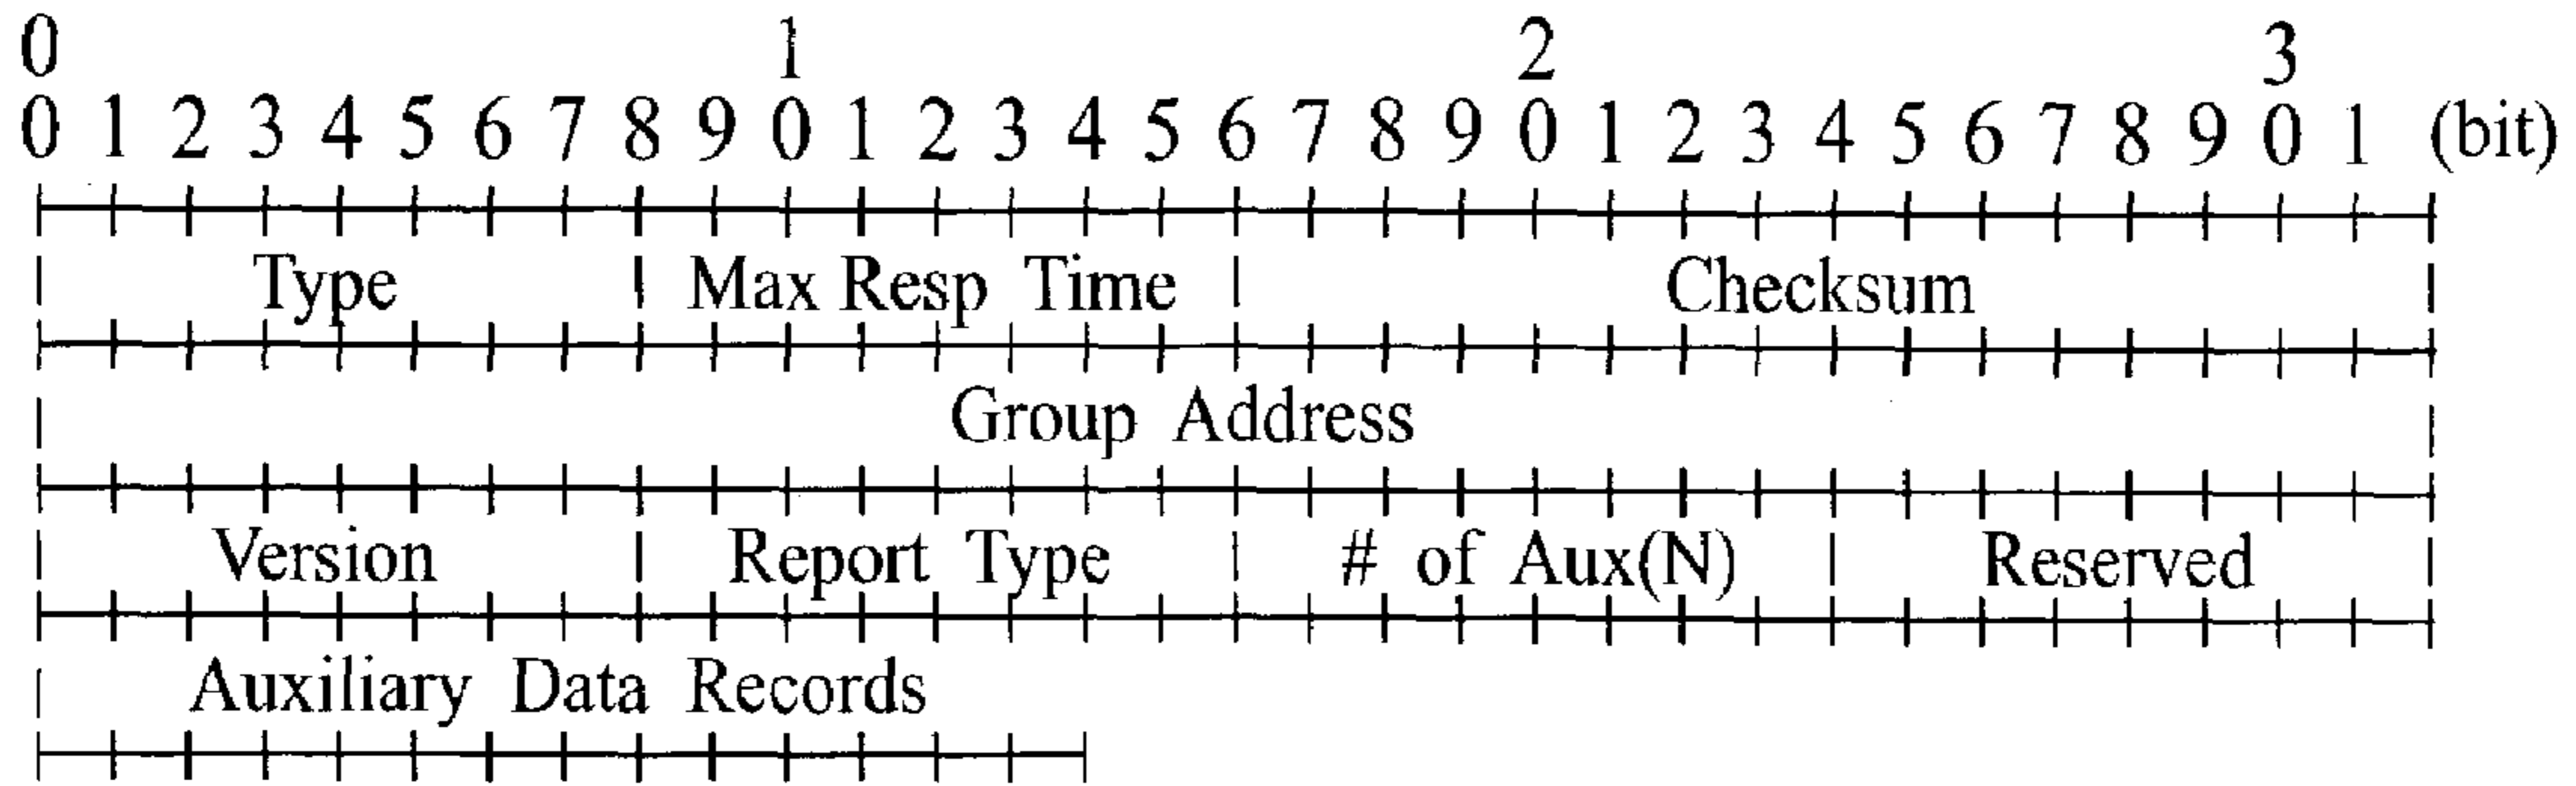 0 1 2 3
0 1 2 3 4 5 6 7 8 9 0 1 2 3 4 5 6 7 8 9 0 1 2 3 4 5 6 7 8 9 0 1 (bit)
Type Max Resp Time Checksum
Group Address
Version Report Type # of Aux(N) Reserved
Auxiliary Data Records